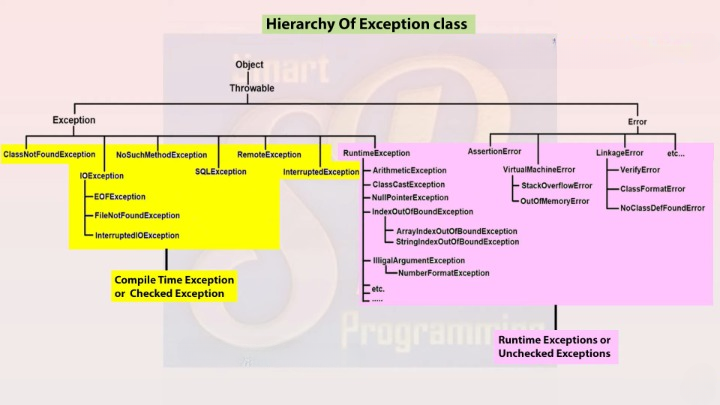 Hierarchy Of Exception class
Object
Throwable
Exception
Error
ClassNotFoundException
IOException
EOFException
FileNotFoundException
InterruptedIOException
NoSuchMethodException
SQLException
RemoteException
InterruptedException
RuntimeException
ArithmeticException
ClassCastException
NullPointerException
IndexOutOfBoundException
ArrayIndexOutOfBoundException
StringIndexOutOfBoundException
IlligalArgumentException
NumberFormatException
etc.
.....
AssertionError
VirtualMachineError
StackOverflowError
OutOfMemoryError
LinkageError
VerifyError
ClassFormatError
NoClassDefFoundError
etc...
Compile Time Exception
or Checked Exception
Runtime Exceptions or
Unchecked Exceptions
Smart
Programming